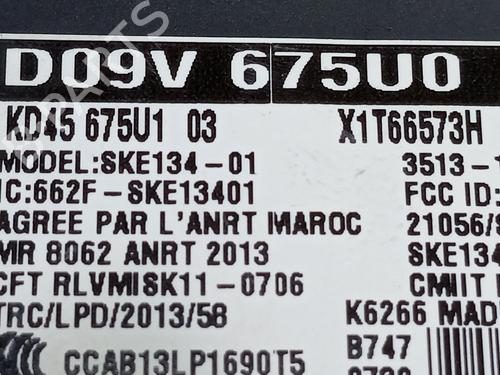 D09V 675U0
KD45 675U1 03 X1T66573H
MODEL:SKE134-01 3513-
IC:662F-SKE13401 FCC ID:
AGREE PAR L'ANRT MAROC 21056/
MR 8062 ANRT 2013 SKE134
CFT RLVMISK11-0706 CMIIT
TRC/LPD/2013/58 K6266 MAD
CCAB13LP1690T5 B747